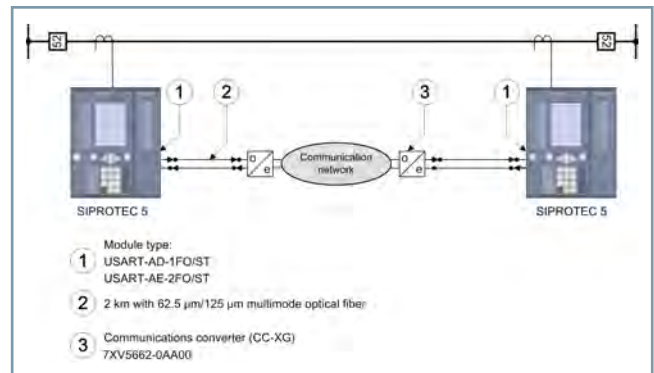 52
52
1
2
3
1
o
e
Communication
network
o
e
SIPROTEC 5
SIPROTEC 5
Module type:
1
USART-AD-1FO/ST
USART-AE-2FO/ST
2 2 km with 62.5 µm/125 µm multimode optical fiber
3 Communications converter (CC-XG)
7XV5662-0AA00